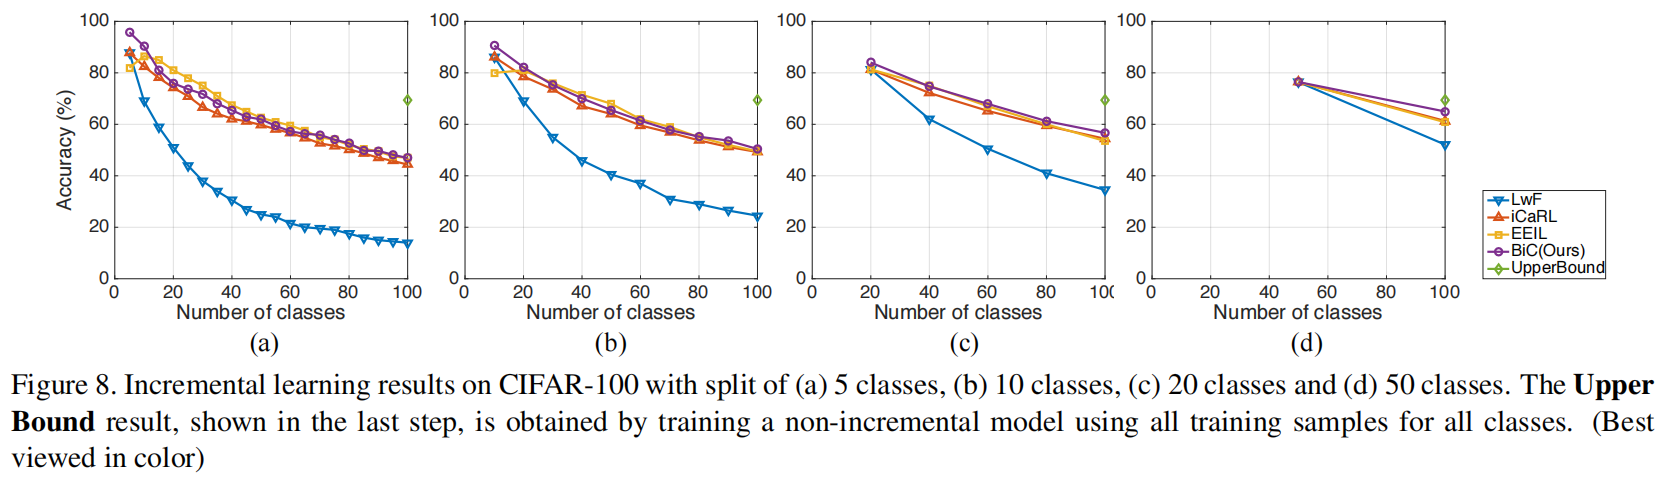 100
80
60
40
20
0
Accuracy (%)
0 20 40 60 80 100
Number of classes
(a)
100
80
60
40
20
0
0 20 40 60 80 100
Number of classes
(b)
100
80
60
40
20
0
0 20 40 60 80 100
Number of classes
(c)
100
80
60
40
20
0
0 20 40 60 80 100
Number of classes
(d)
LwF
iCaRL
EEIL
BiC(Ours)
UpperBound
Figure 8. Incremental learning results on CIFAR-100 with split of (a) 5 classes, (b) 10 classes, (c) 20 classes and (d) 50 classes. The Upper
Bound result, shown in the last step, is obtained by training a non-incremental model using all training samples for all classes. (Best
viewed in color)